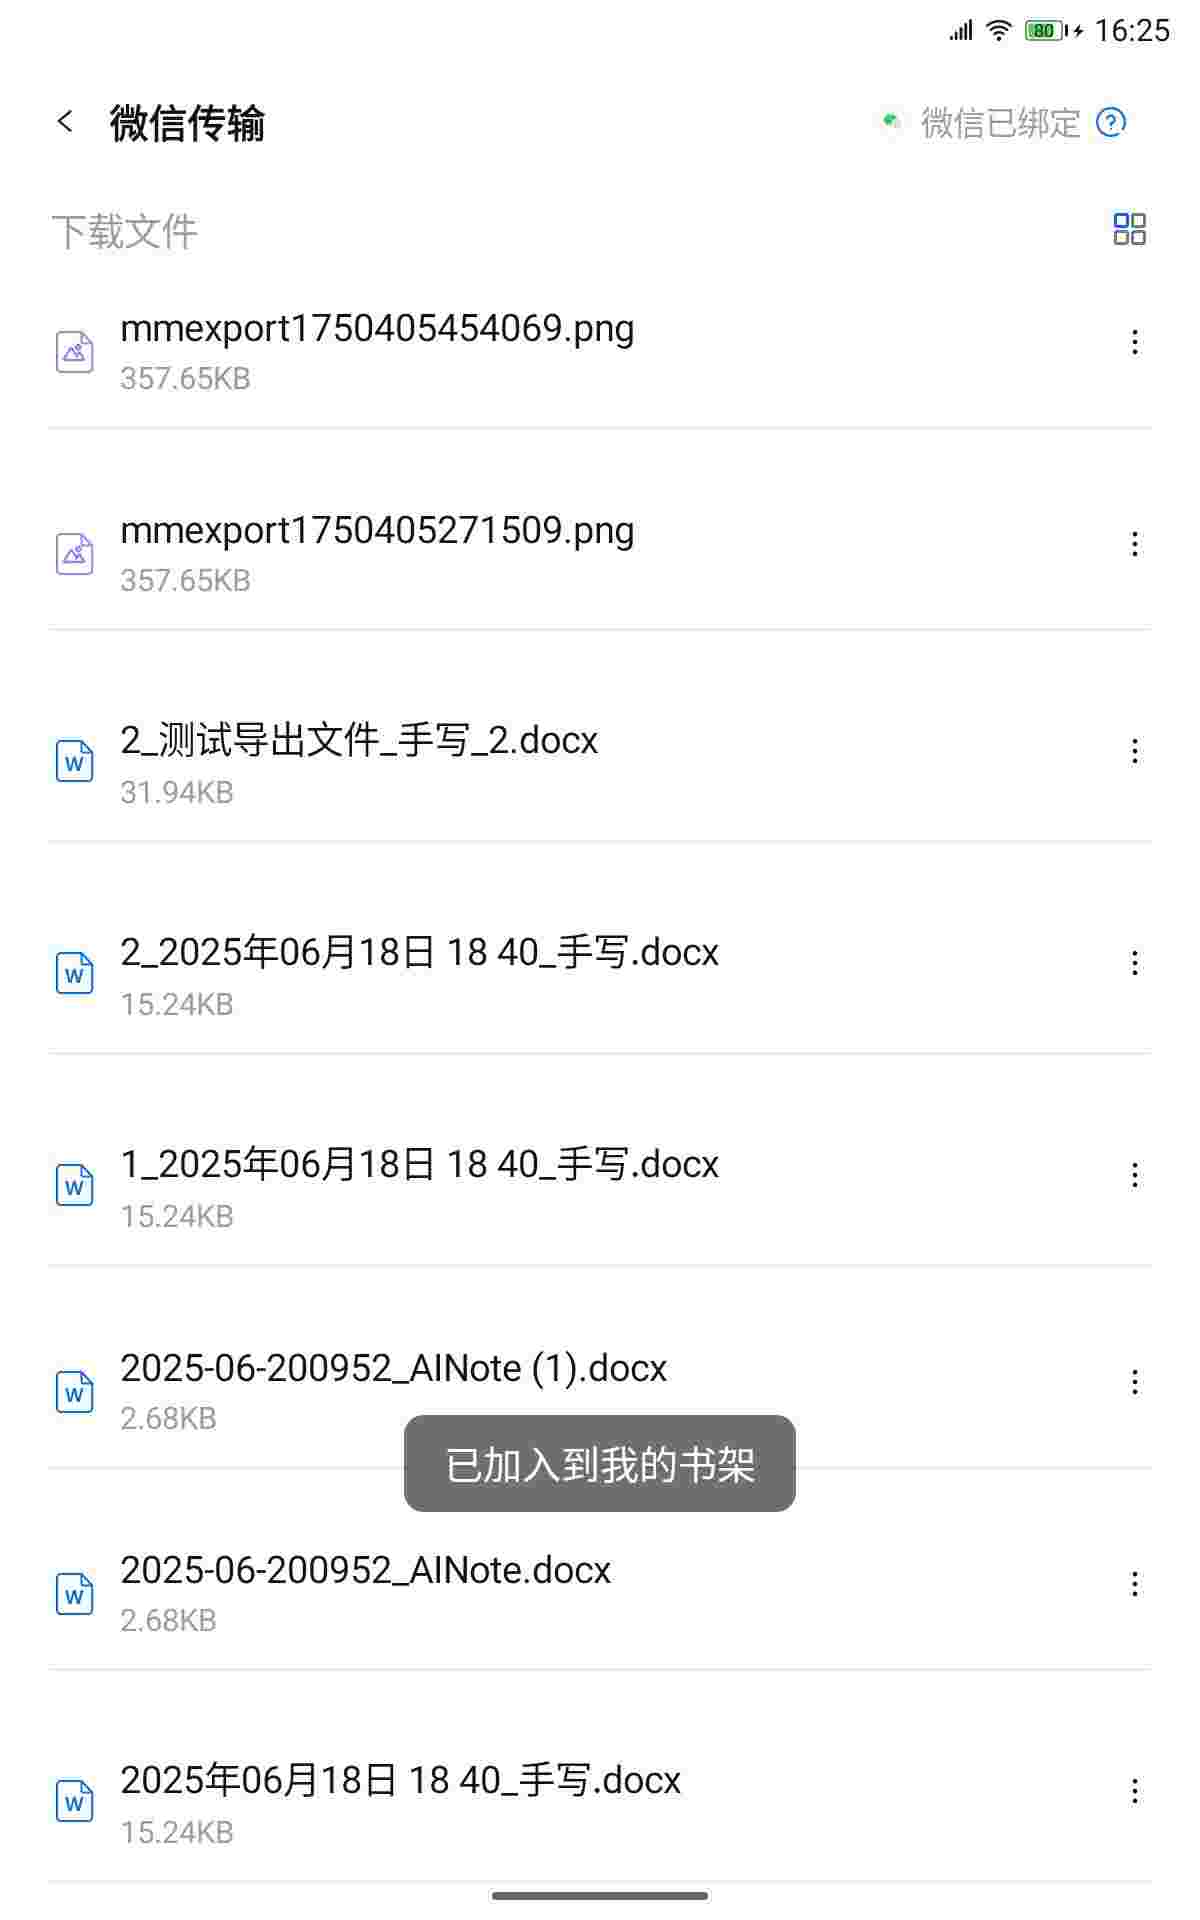 80 16:25
微信传输 微信已绑定
下载文件
mmexport1750405454069.png
357.65KB
mmexport1750405271509.png
357.65KB
2_测试导出文件_手写_2.docx
W
31.94KB
2_2025年06月18日 18 40_手写.docx
W
15.24KB
1_2025年06月18日 18 40_手写.docx
W
15.24KB
2025-06-200952_AINote (1).docx
W
2.68KB
已加入到我的书架
2025-06-200952_AINote.docx
W
2.68KB
2025年06月18日 18 40_手写.docx
W
15.24KB